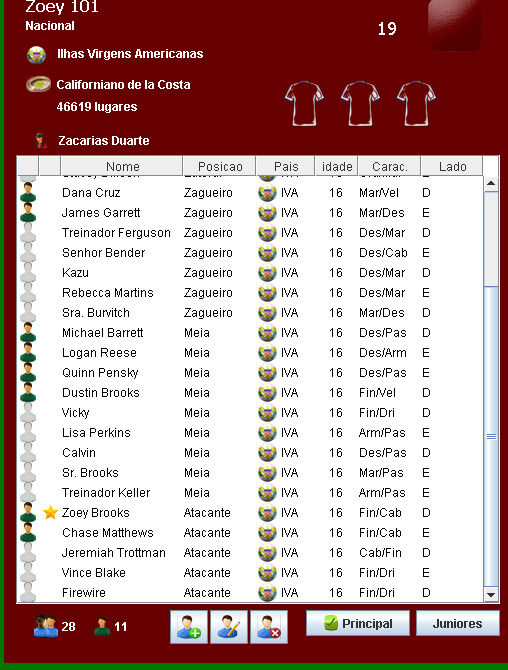 Zoey 101
Nacional
19
Ilhas Virgens Americanas
Californiano de la Costa
46619 lugares
Zacarias Duarte
Nome Posicao Pais idade Carac. Lado
Dana Cruz Zagueiro IVA 16 Mar/Vel D
James Garrett Zagueiro IVA 16 Mar/Des E
Treinador Ferguson Zagueiro IVA 16 Des/Mar D
Senhor Bender Zagueiro IVA 16 Des/Cab E
Kazu Zagueiro IVA 16 Des/Mar D
Rebecca Martins Zagueiro IVA 16 Des/Mar E
Sra. Burvitch Zagueiro IVA 16 Mar/Des D
Michael Barrett Meia IVA 16 Des/Pas D
Logan Reese Meia IVA 16 Des/Arm E
Quinn Pensky Meia IVA 16 Des/Pas E
Dustin Brooks Meia IVA 16 Fin/Vel D
Vicky Meia IVA 16 Fin/Dri D
Lisa Perkins Meia IVA 16 Arm/Pas E
Calvin Meia IVA 16 Des/Pas D
Sr. Brooks Meia IVA 16 Mar/Pas E
Treinador Keller Meia IVA 16 Arm/Pas E
Zoey Brooks Atacante IVA 16 Fin/Cab D
Chase Matthews Atacante IVA 16 Fin/Cab E
Jeremiah Trottman Atacante IVA 16 Cab/Fin D
Vince Blake Atacante IVA 16 Fin/Dri E
Firewire Atacante IVA 16 Fin/Dri D
28 11 Principal Juniores